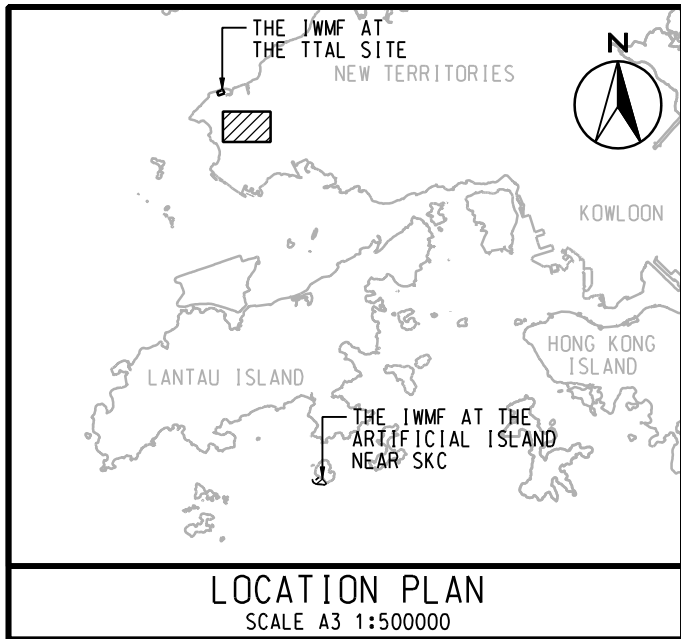 THE IWMF AT
THE TTAL SITE
NEW TERRITORIES
N
KOWLOON
HONG KONG
ISLAND
LANTAU ISLAND
THE IWMF AT THE
ARTIFICIAL ISLAND
NEAR SKC
LOCATION PLAN
SCALE A3 1:500000